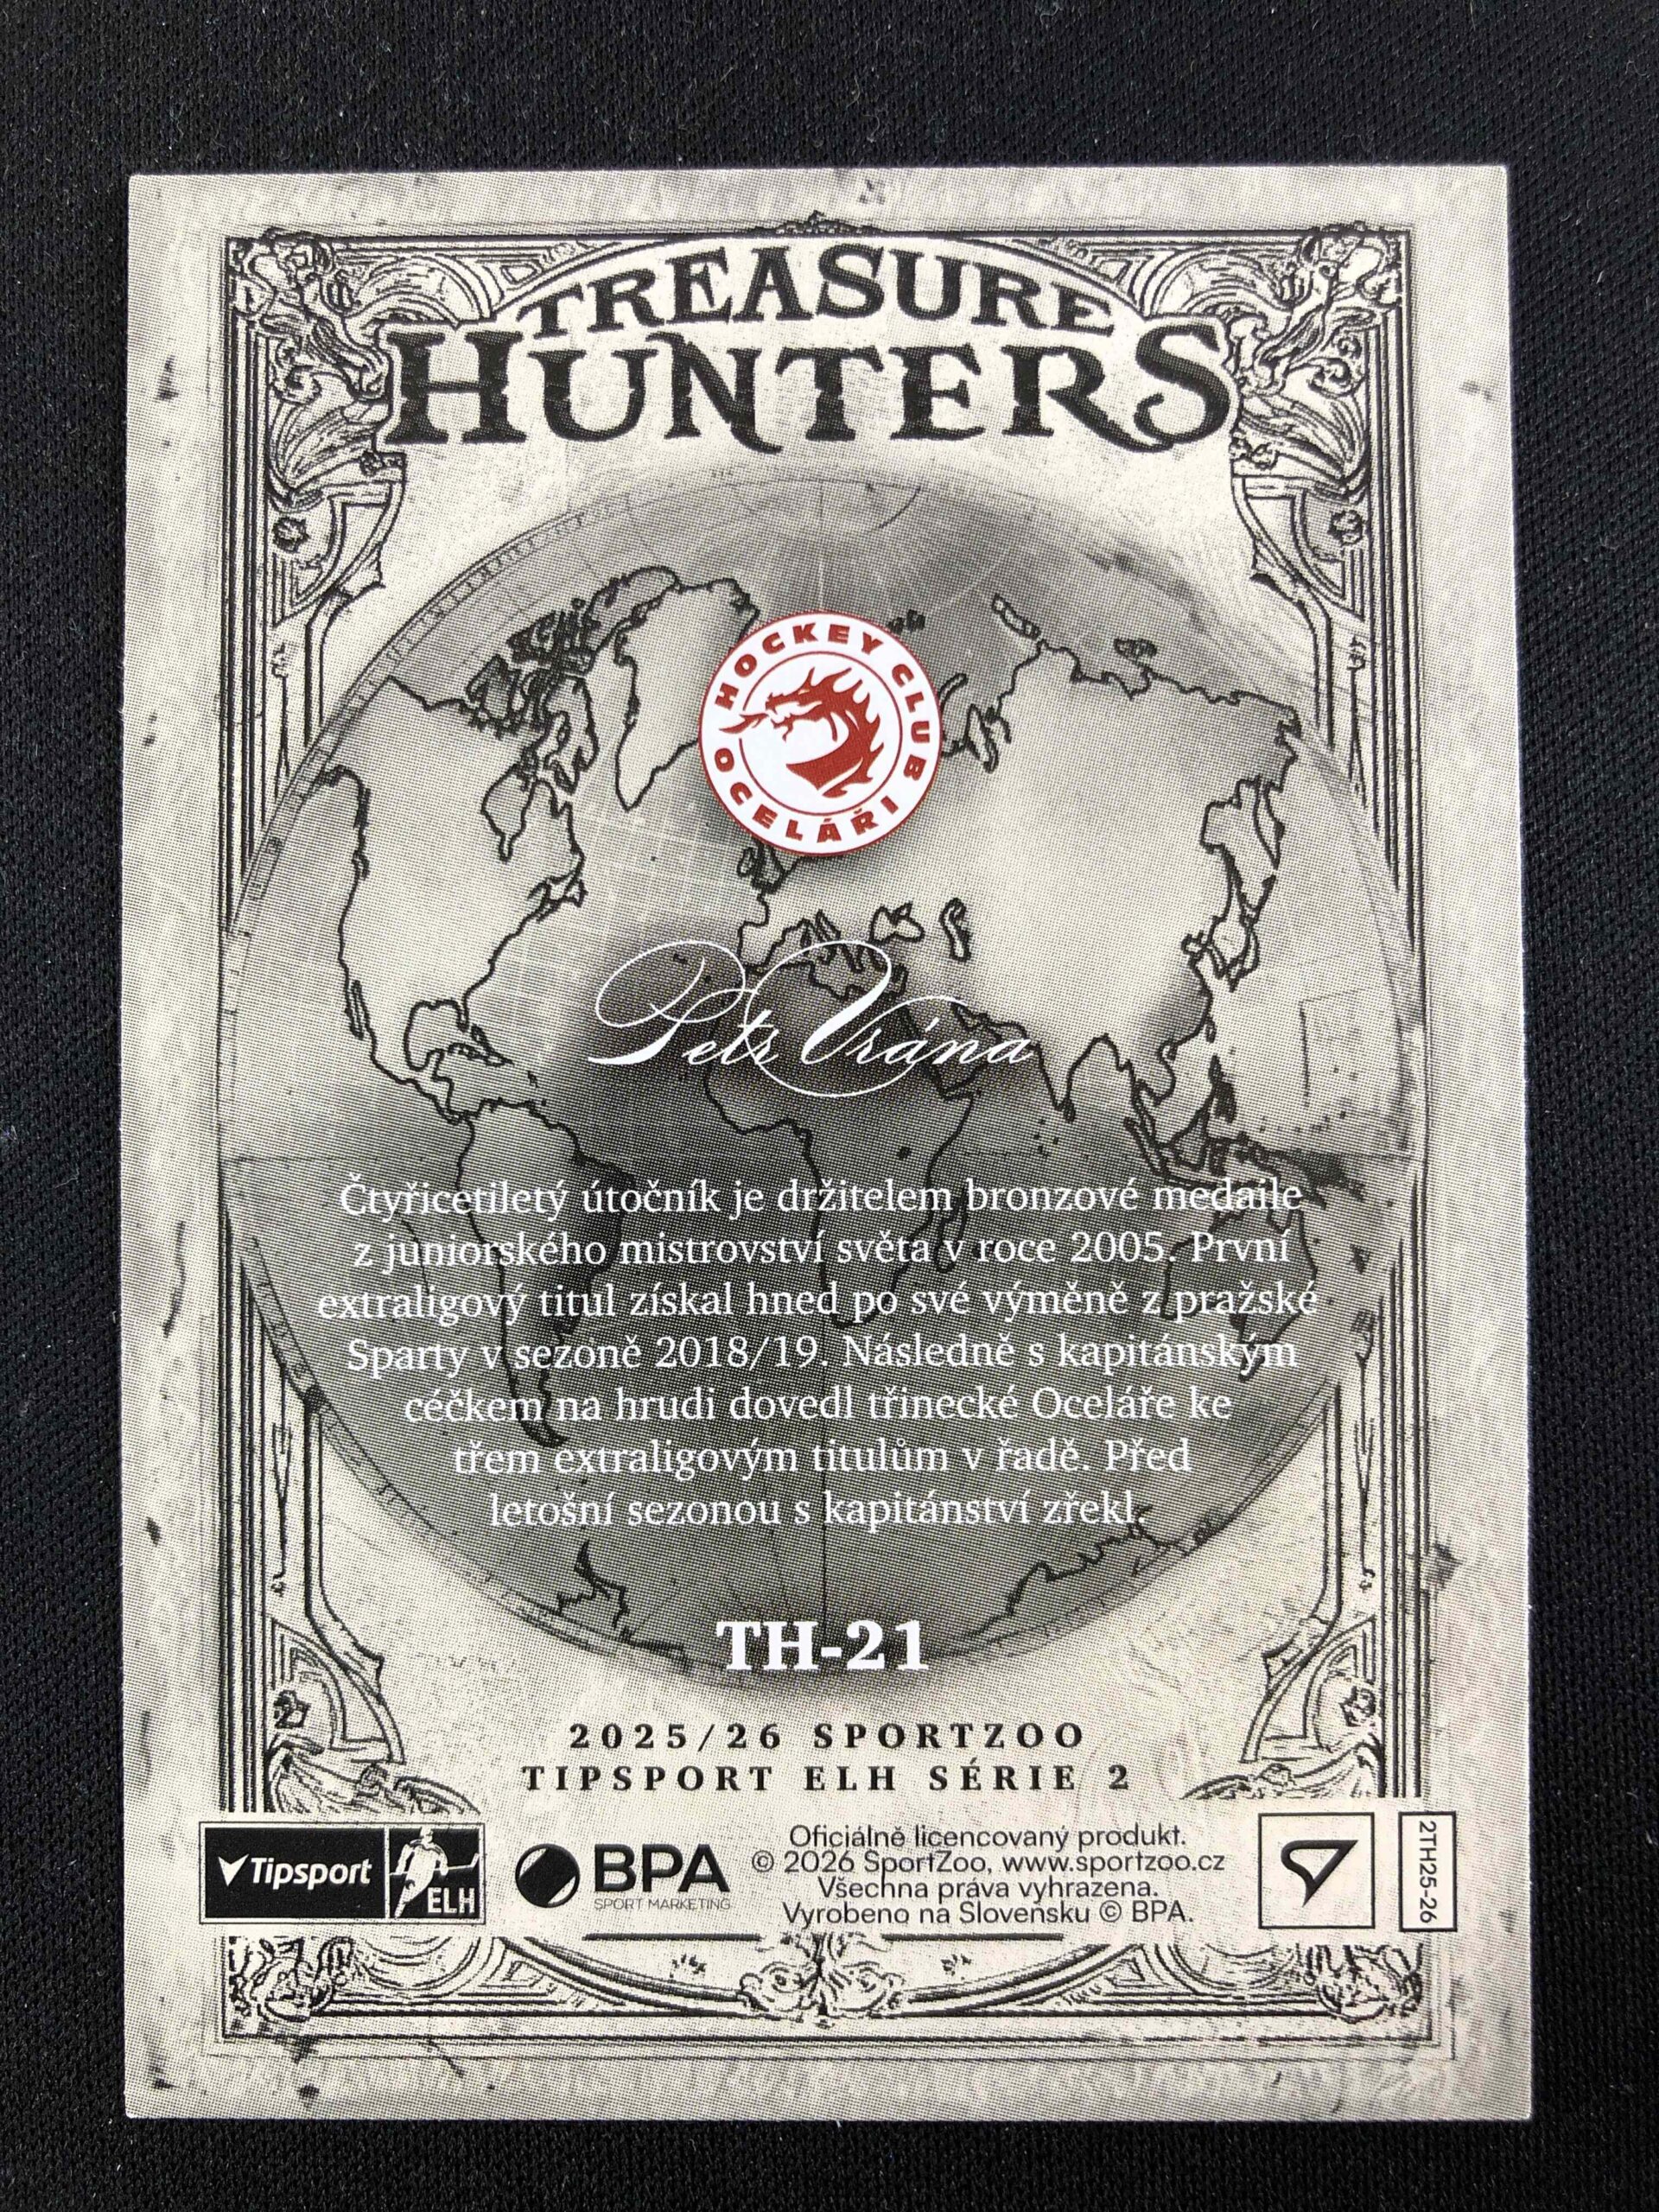 TREASURE
HUNTERS
HOCKEY CLUB
OCELÁŘI
Petr Vrána
Čtyřicetiletý útočník je držitelem bronzové medaile
z juniorského mistrovství světa v roce 2005. První
extraligový titul získal hned po své výměně z pražské
Sparty v sezoně 2018/19. Následně s kapitánským
céčkem na hrudi dovedl třinecké Oceláře ke
třem extraligovým titulům v řadě. Před
letošní sezonou s kapitánství zřekl.
TH-21
2025/26 SPORTZOO
TIPSPORT ELH SÉRIE 2
Tipsport
ELH
BPA
SPORT MARKETING
Oficiálně licencovaný produkt.
© 2026 SportZoo, www.sportzoo.cz
Všechna práva vyhrazena.
Vyrobeno na Slovensku © BPA.
2TH25-26